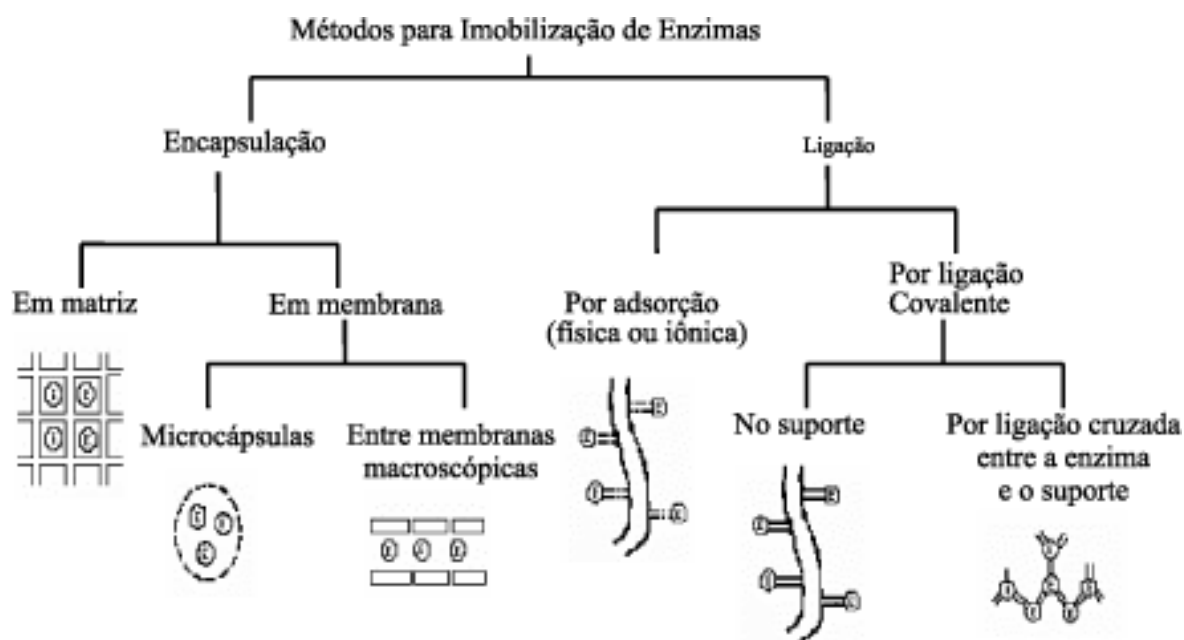 Métodos para Imobilização de Enzimas
Encapsulação
Ligação
Em matriz
Em membrana
Por adsorção
(física ou iônica)
Por ligação
Covalente
Microcápsulas
Entre membranas
macroscópicas
No suporte
Por ligação cruzada
entre a enzima
e o suporte